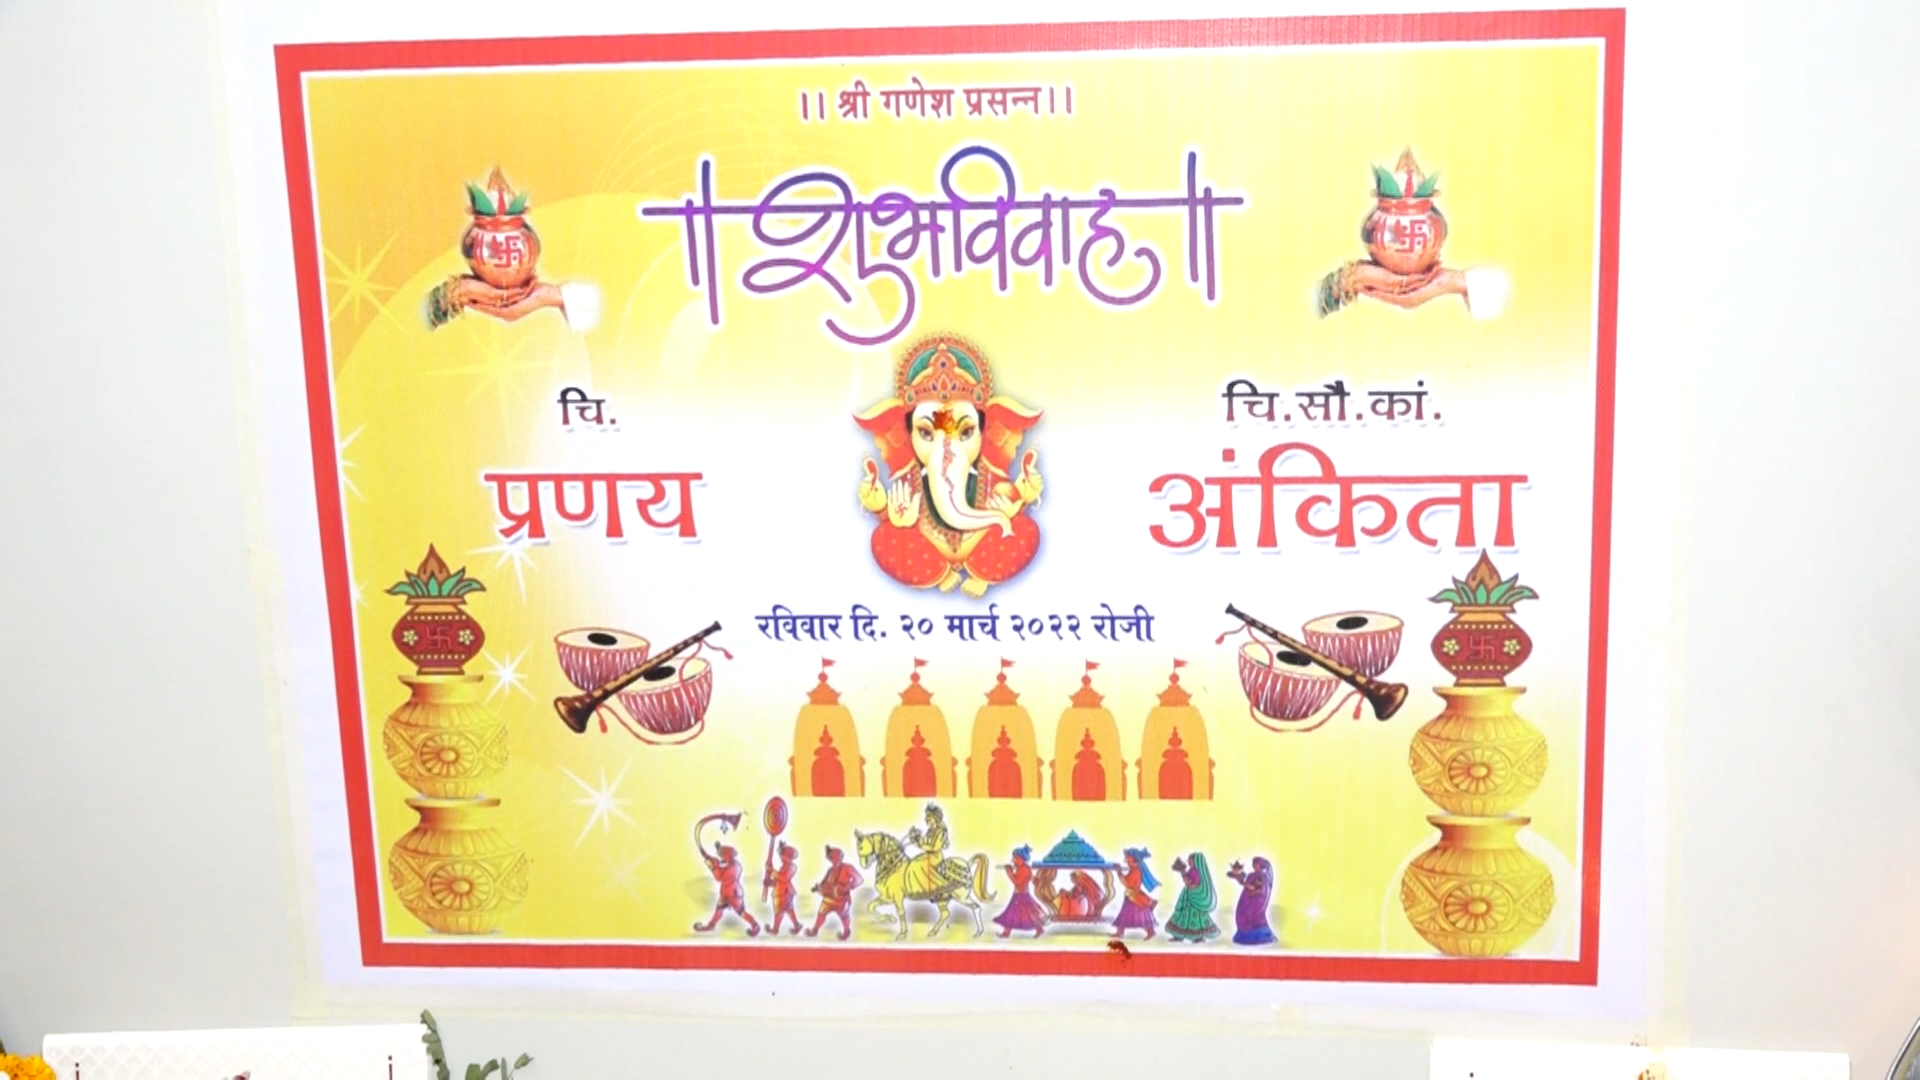 ।। श्री गणेश प्रसन्न।।
॥ शुभविवाह ॥
चि.
प्रणय
चि.सौ.कां.
अंकिता
रविवार दि. २० मार्च २०२२ रोजी